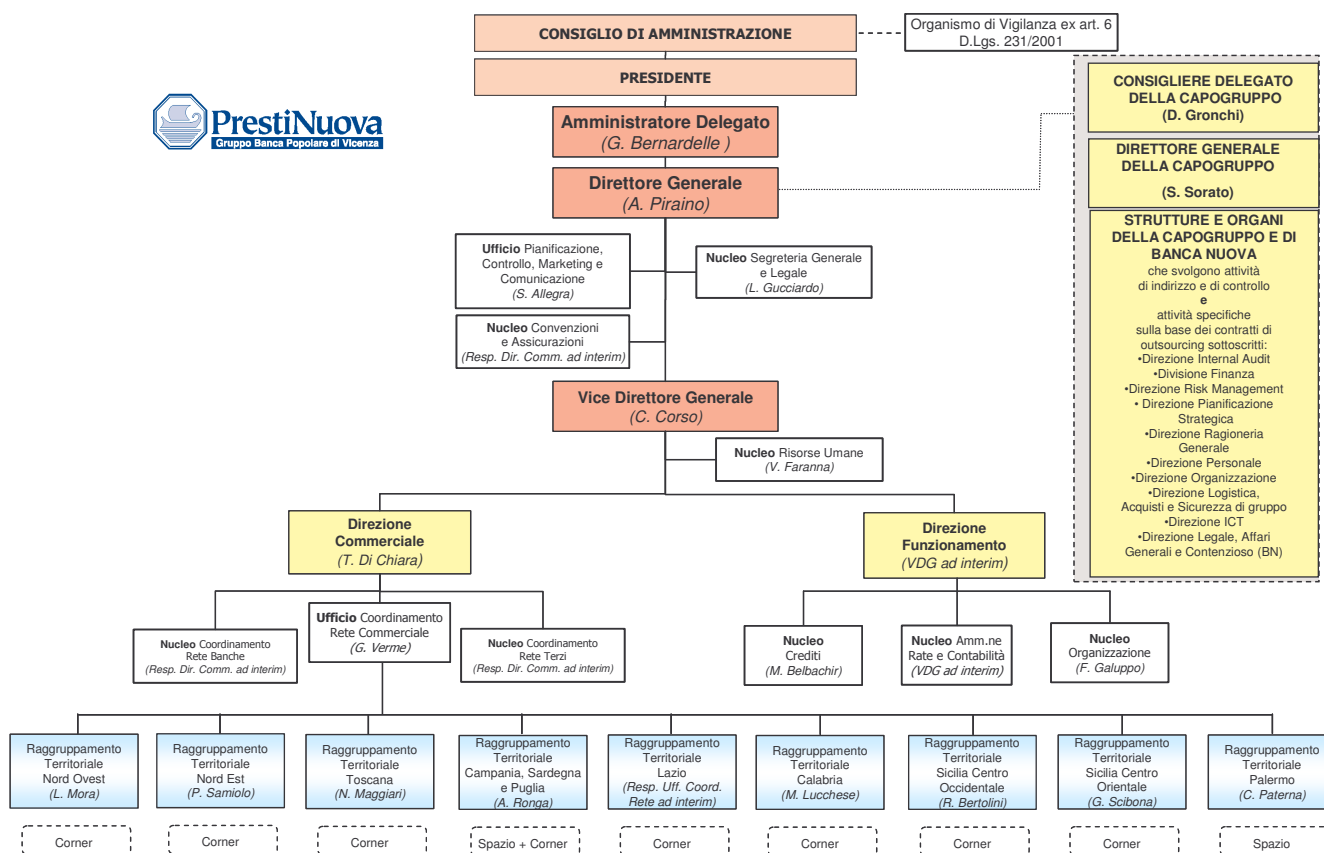 CONSIGLIO DI AMMINISTRAZIONE
Organismo di Vigilanza ex art. 6
D.Lgs. 231/2001
PRESIDENTE
PrestiNuova
Gruppo Banca Popolare di Vicenza
Amministratore Delegato
(G. Bernardelle )
Direttore Generale
(A. Piraino)
CONSIGLIERE DELEGATO
DELLA CAPOGRUPPO
(D. Gronchi)
DIRETTORE GENERALE
DELLA CAPOGRUPPO
(S. Sorato)
STRUTTURE E ORGANI
DELLA CAPOGRUPPO E DI
BANCA NUOVA
che svolgono attività
di indirizzo e di controllo
e
attività specifiche
sulla base dei contratti di
outsourcing sottoscritti:
•Direzione Internal Audit
•Divisione Finanza
•Direzione Risk Management
• Direzione Pianificazione
Strategica
•Direzione Ragioneria
Generale
•Direzione Personale
•Direzione Organizzazione
•Direzione Logistica,
Acquisti e Sicurezza di gruppo
•Direzione ICT
•Direzione Legale, Affari
Generali e Contenzioso (BN)
Ufficio Pianificazione,
Controllo, Marketing e
Comunicazione
(S. Allegra)
Nucleo Segreteria Generale
e Legale
(L. Gucciardo)
Nucleo Convenzioni
e Assicurazioni
(Resp. Dir. Comm. ad interim)
Vice Direttore Generale
(C. Corso)
Nucleo Risorse Umane
(V. Faranna)
Direzione
Commerciale
(T. Di Chiara)
Direzione
Funzionamento
(VDG ad interim)
Nucleo Coordinamento
Rete Banche
(Resp. Dir. Comm. ad interim)
Ufficio Coordinamento
Rete Commerciale
(G. Verme)
Nucleo Coordinamento
Rete Terzi
(Resp. Dir. Comm. ad interim)
Nucleo
Crediti
(M. Belbachir)
Nucleo Amm.ne
Rate e Contabilità
(VDG ad interim)
Nucleo
Organizzazione
(F. Galuppo)
Raggruppamento
Territoriale
Nord Ovest
(L. Mora)
Raggruppamento
Territoriale
Nord Est
(P. Samiolo)
Raggruppamento
Territoriale
Toscana
(N. Maggiari)
Raggruppamento
Territoriale
Campania, Sardegna
e Puglia
(A. Ronga)
Raggruppamento
Territoriale
Lazio
(Resp. Uff. Coord.
Rete ad interim)
Raggruppamento
Territoriale
Calabria
(M. Lucchese)
Raggruppamento
Territoriale
Sicilia Centro
Occidentale
(R. Bertolini)
Raggruppamento
Territoriale
Sicilia Centro
Orientale
(G. Scibona)
Raggruppamento
Territoriale
Palermo
(C. Paterna)
Corner
Corner
Corner
Spazio + Corner
Corner
Corner
Corner
Corner
Spazio